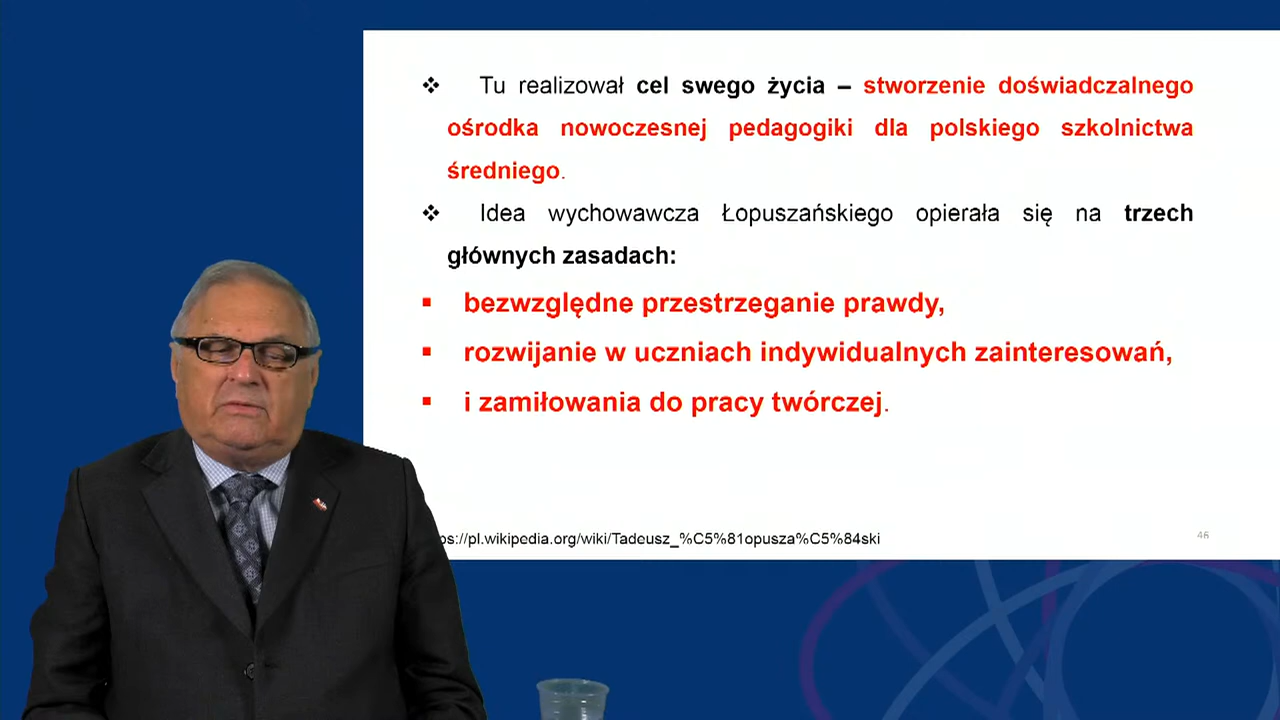 ❖ Tu realizował cel swego życia – stworzenie doświadczalnego
ośrodka nowoczesnej pedagogiki dla polskiego szkolnictwa
średniego.
❖ Idea wychowawcza Łopuszańskiego opierała się na trzech
głównych zasadach:
▪ bezwzględne przestrzeganie prawdy,
▪ rozwijanie w uczniach indywidualnych zainteresowań,
▪ i zamiłowania do pracy twórczej.
ps://pl.wikipedia.org/wiki/Tadeusz_%C5%81opusza%C5%84ski
46